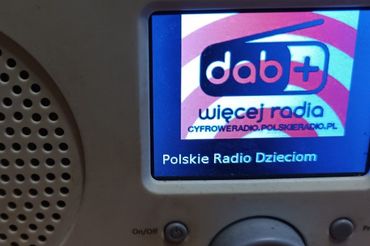 dab+
więcej radia
CYFROWERADIO.POLSKIERADIO.PL
Polskie Radio Dzieciom
On/Off